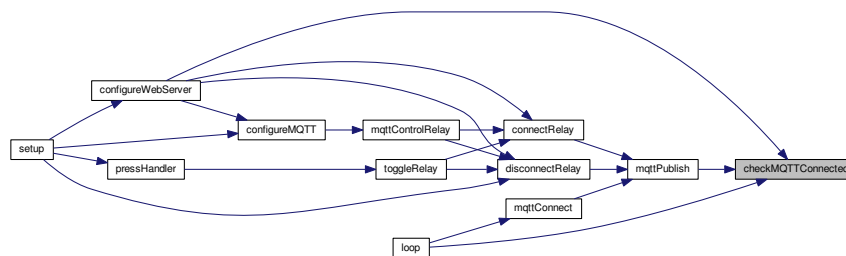 configureWebServer
setup
configureMQTT
mqttControlRelay
connectRelay
pressHandler
toggleRelay
disconnectRelay
mqttPublish
checkMQTTConnected
mqttConnect
loop